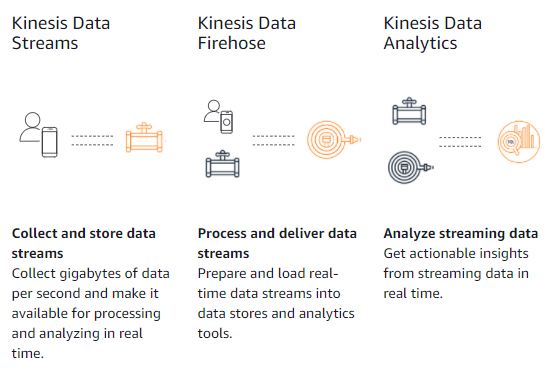 Kinesis Data
Streams
Collect and store data
streams
Collect gigabytes of data
per second and make it
available for processing
and analyzing in real
time.
Kinesis Data
Firehose
Process and deliver data
streams
Prepare and load real-
time data streams into
data stores and analytics
tools.
Kinesis Data
Analytics
Analyze streaming data
Get actionable insights
from streaming data in
real time.